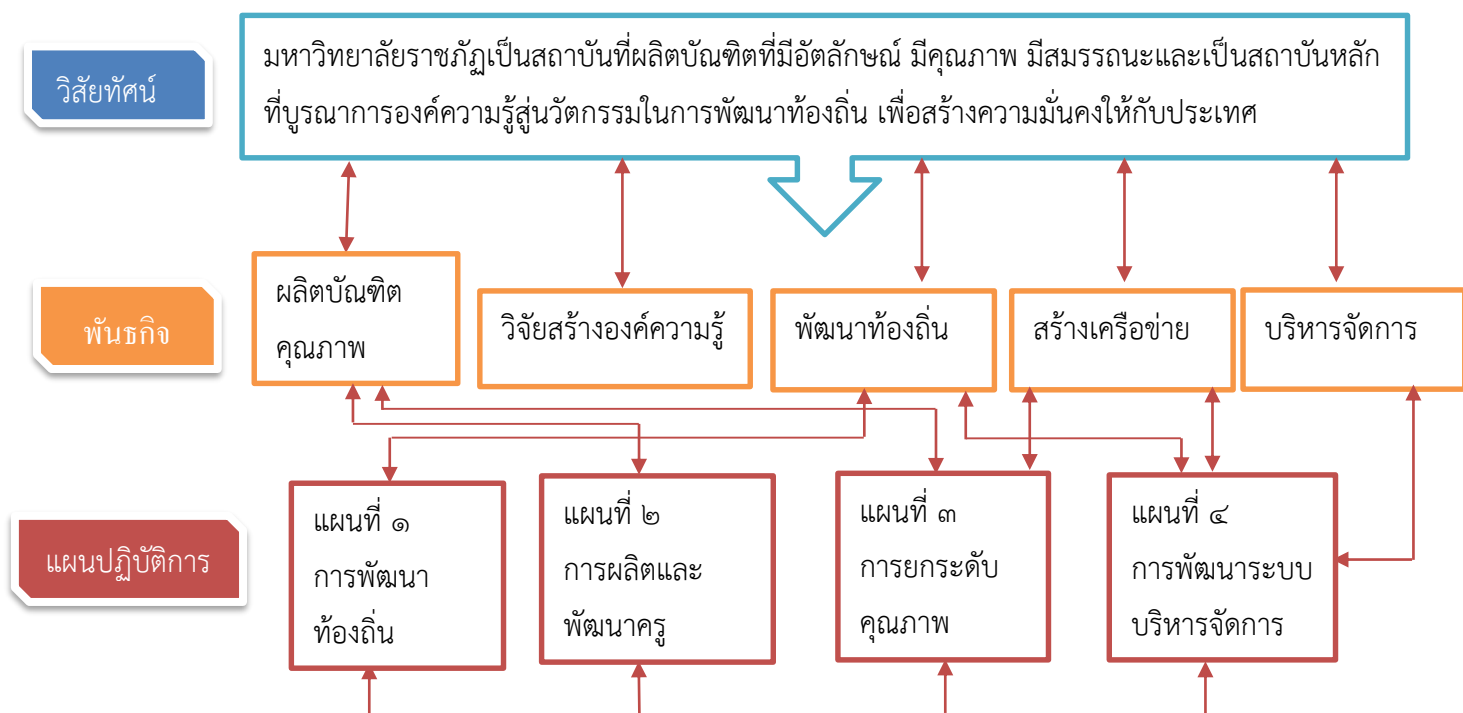 วิสัยทัศน์
มหาวิทยาลัยราชภัฏเป็นสถาบันที่ผลิตบัณฑิตที่มีอัตลักษณ์ มีคุณภาพ มีสมรรถนะและเป็นสถาบันหลัก
ที่บูรณาการองค์ความรู้สู่นวัตกรรมในการพัฒนาท้องถิ่น เพื่อสร้างความมั่นคงให้กับประเทศ
พันธกิจ
ผลิตบัณฑิต
คุณภาพ
วิจัยสร้างองค์ความรู้
พัฒนาท้องถิ่น
สร้างเครือข่าย
บริหารจัดการ
แผนปฏิบัติการ
แผนที่ ๑
การพัฒนา
ท้องถิ่น
แผนที่ ๒
การผลิตและ
พัฒนาครู
แผนที่ ๓
การยกระดับ
คุณภาพ
แผนที่ ๔
การพัฒนาระบบ
บริหารจัดการ